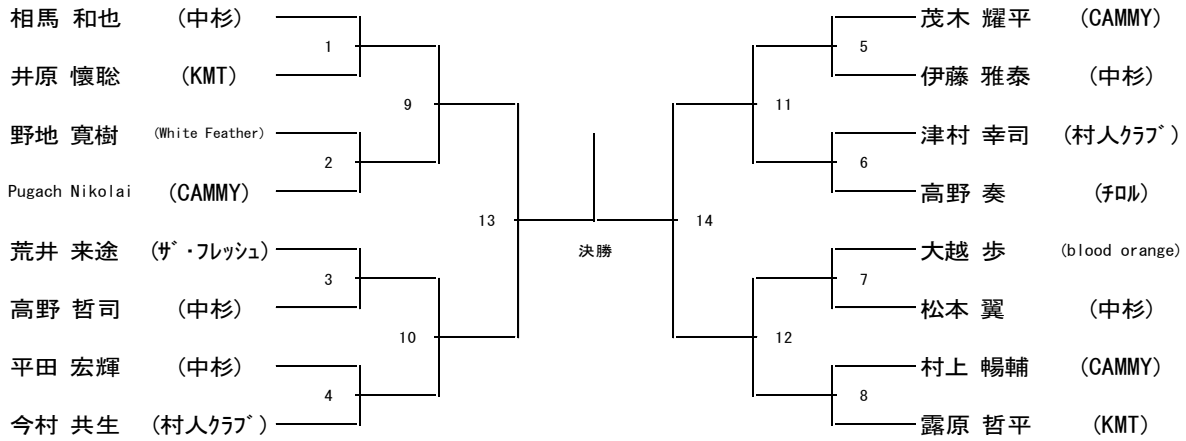 相馬 和也 (中杉)
1
井原 懷聡 (KMT)
9
野地 寛樹 (White Feather)
2
Pugach Nikolai (CAMMY)
13
荒井 来途 (ｻﾞ・ﾌﾚｯｼｭ)
3
高野 哲司 (中杉)
10
平田 宏輝 (中杉)
4
今村 共生 (村人ｸﾗﾌﾞ)
決勝
茂木 耀平 (CAMMY)
5
伊藤 雅泰 (中杉)
11
津村 幸司 (村人ｸﾗﾌﾞ)
6
高野 奏 (ﾁﾛﾙ)
14
大越 歩 (blood orange)
7
松本 翼 (中杉)
12
村上 暢輔 (CAMMY)
8
露原 哲平 (KMT)